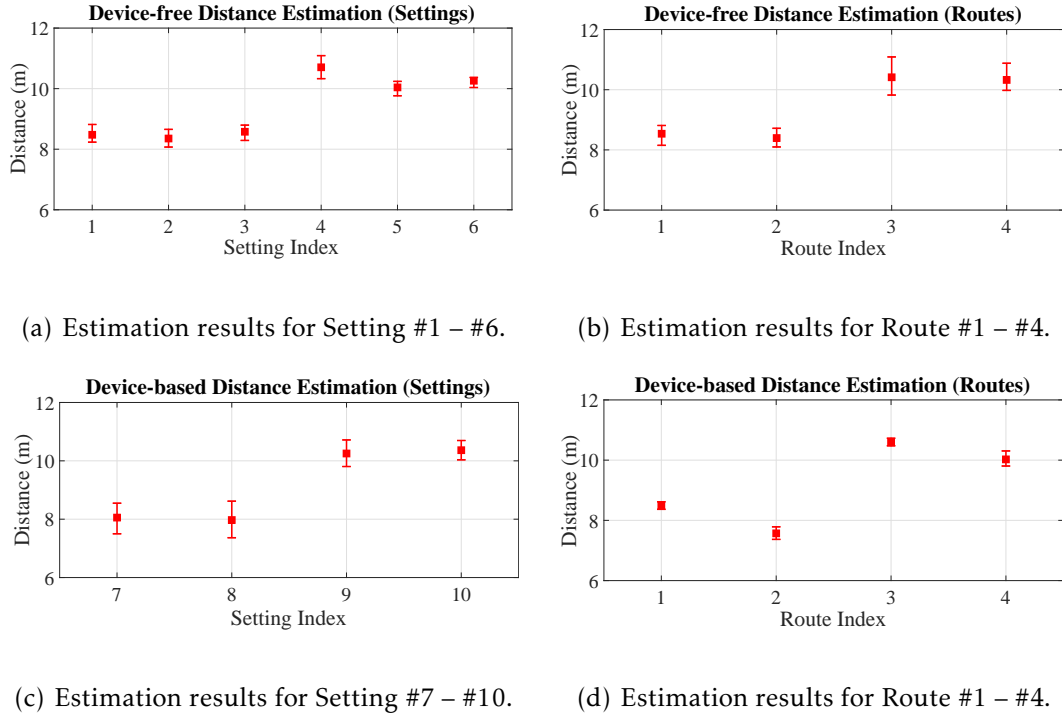 Device-free Distance Estimation (Settings)
12
10
8
6
Distance (m)
1 2 3 4 5 6
Setting Index
(a) Estimation results for Setting #1 – #6.
Device-free Distance Estimation (Routes)
12
10
8
6
Distance (m)
1 2 3 4
Route Index
(b) Estimation results for Route #1 – #4.
Device-based Distance Estimation (Settings)
12
10
8
6
Distance (m)
7 8 9 10
Setting Index
(c) Estimation results for Setting #7 – #10.
Device-based Distance Estimation (Routes)
12
10
8
6
Distance (m)
1 2 3 4
Route Index
(d) Estimation results for Route #1 – #4.